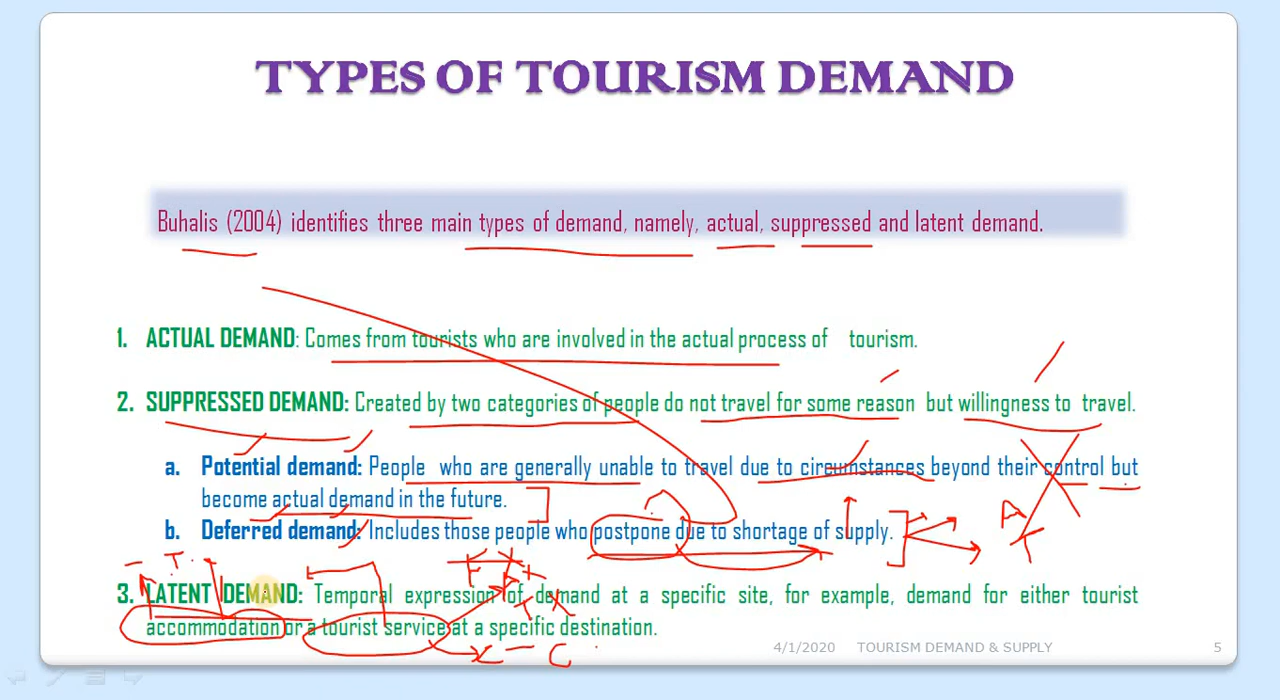 TYPES OF TOURISM DEMAND
Buhalis (2004) identifies three main types of demand, namely, actual, suppressed and latent demand.
1. ACTUAL DEMAND: Comes from tourists who are involved in the actual process of tourism.
2. SUPPRESSED DEMAND: Created by two categories of people do not travel for some reason but willingness to travel.
a. Potential demand: People who are generally unable to travel due to circumstances beyond their control but
become actual demand in the future.
b. Deferred demand: Includes those people who postpone due to shortage of supply.
A
T
3. LATENT DEMAND: Temporal expression of demand at a specific site, for example, demand for either tourist
accommodation or a tourist service at a specific destination.
4/1/2020 TOURISM DEMAND & SUPPLY 5